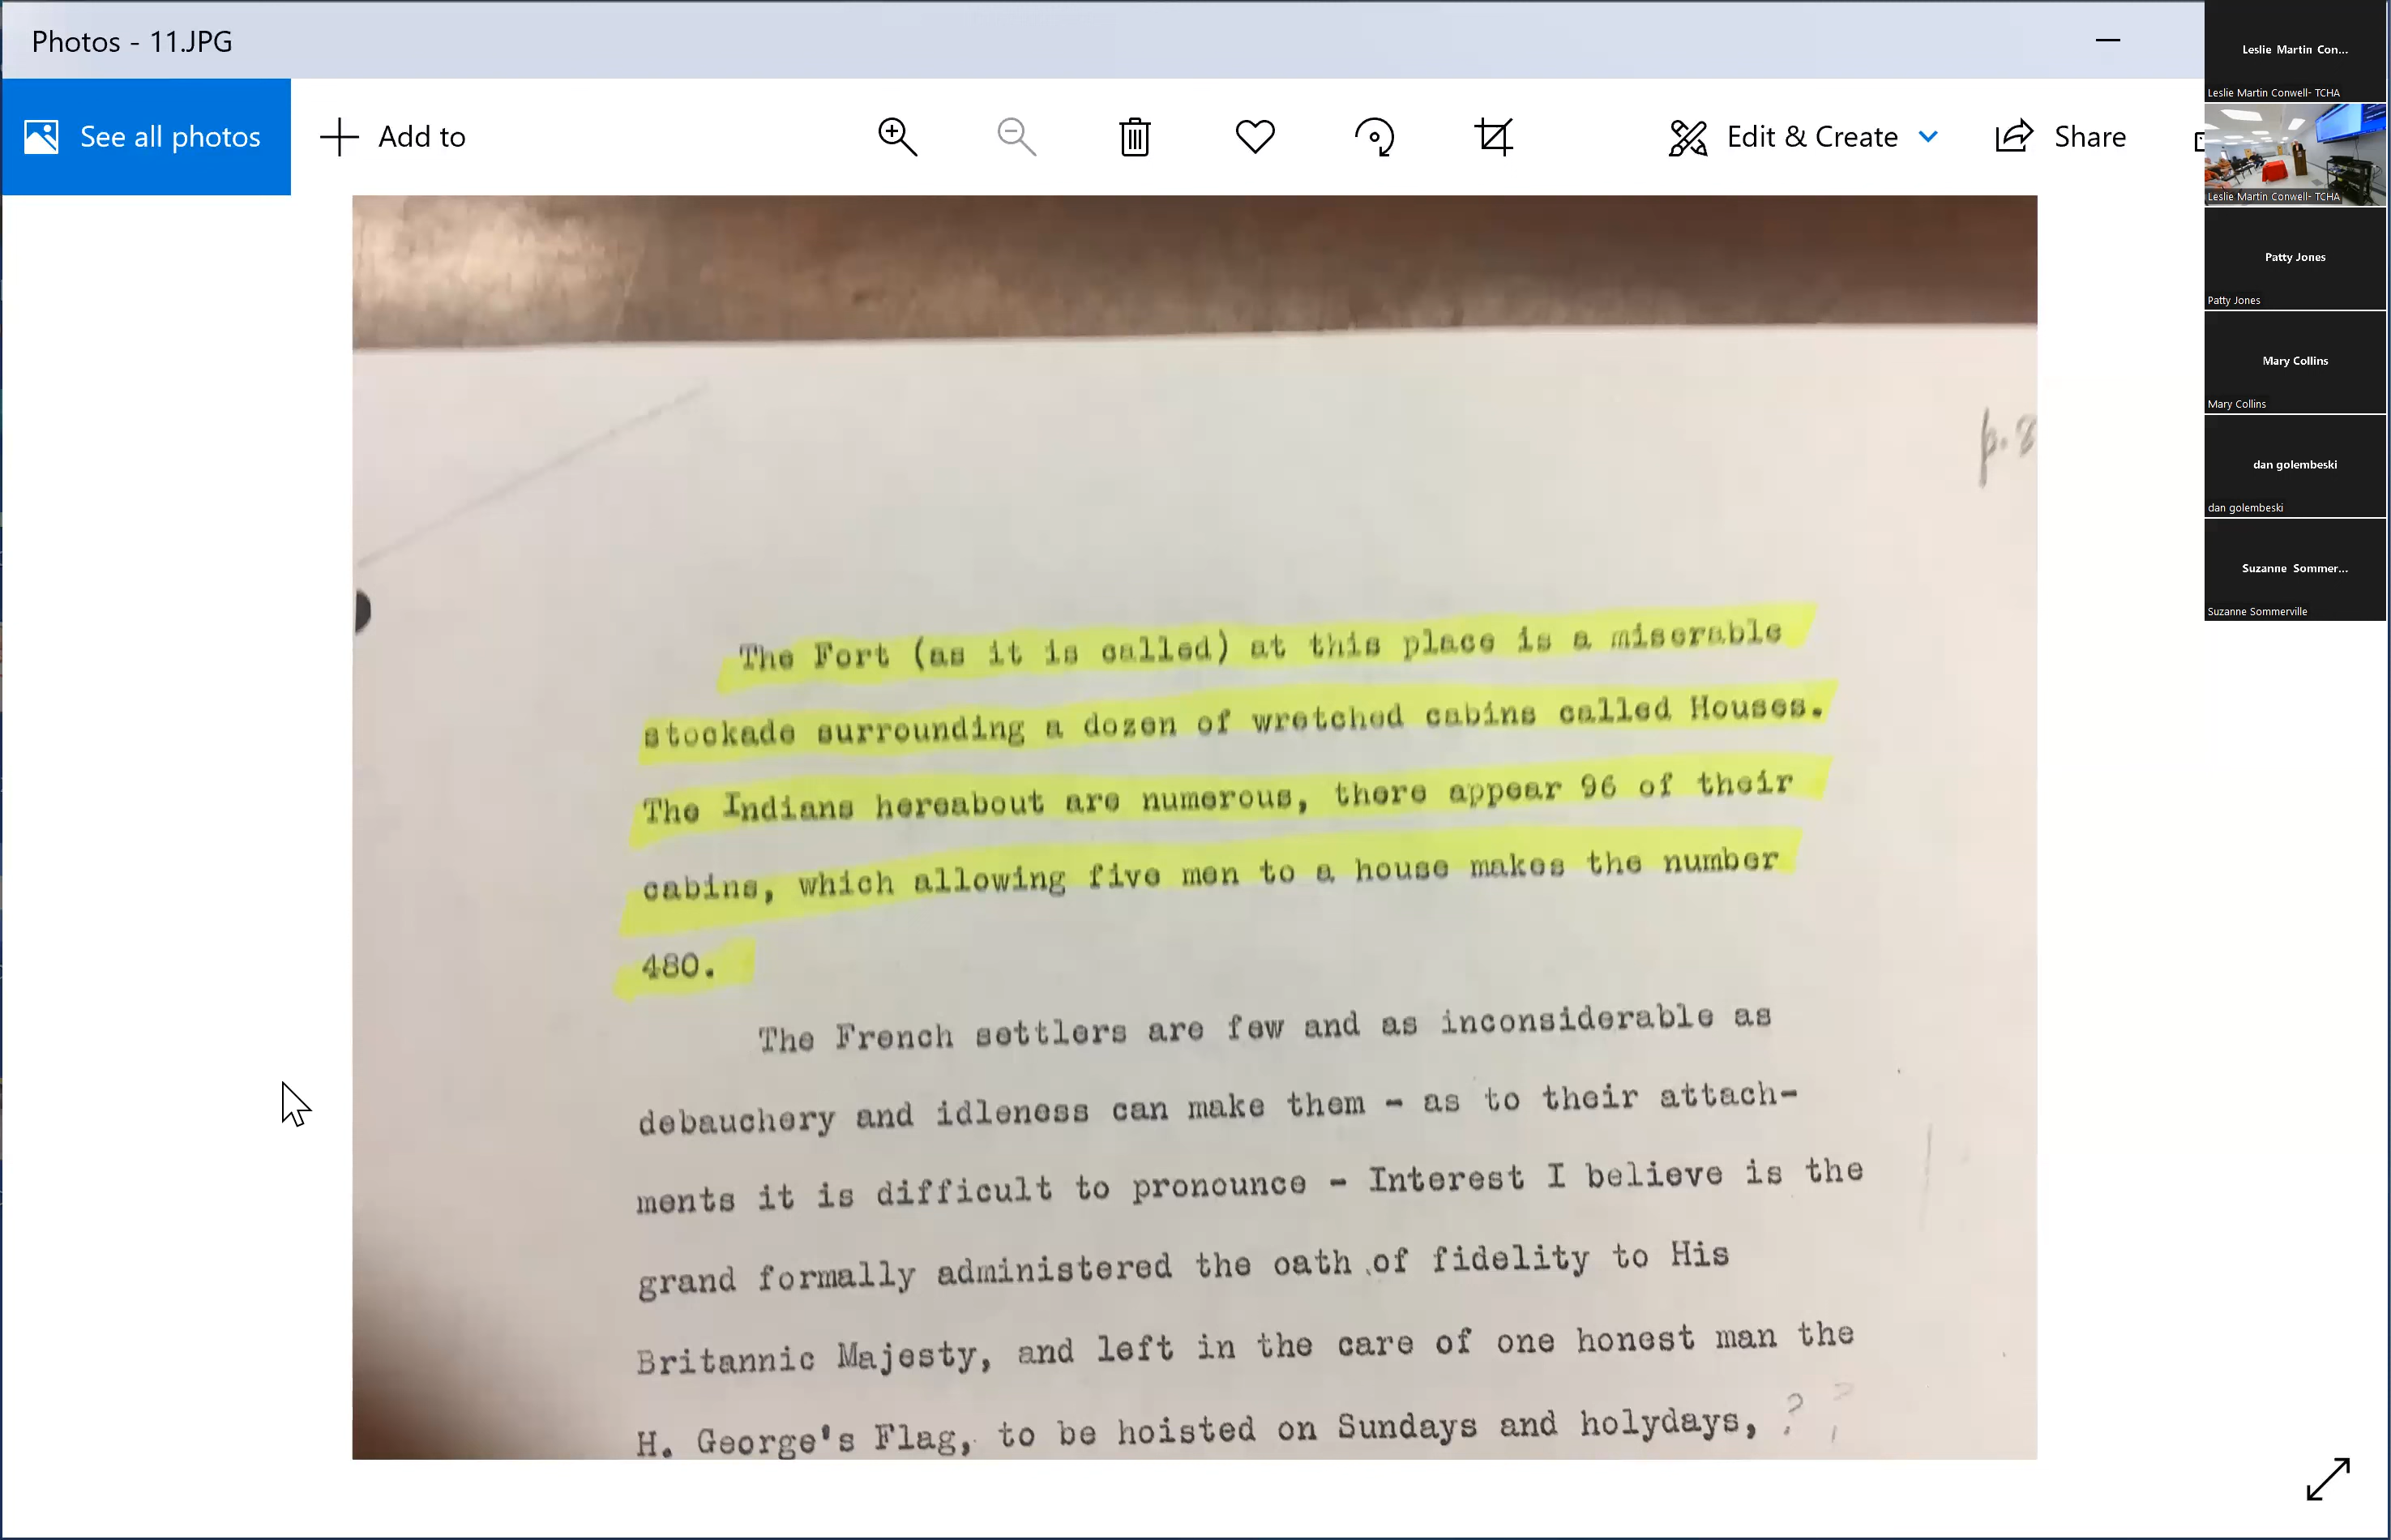 Photos - 11.JPG
See all photos
Add to
Edit & Create
Share
Leslie Martin Con...
Leslie Martin Conwell- TCHA
Leslie Martin Conwell- TCHA
Patty Jones
Patty Jones
Mary Collins
Mary Collins
dan golembeski
dan golembeski
Suzanne Sommer...
Suzanne Sommerville
p.8
The Fort (as it is called) at this place is a miserable
stockade surrounding a dozen of wretched cabins called Houses.
The Indians hereabout are numerous, there appear 96 of their
cabins, which allowing five men to a house makes the number
480.
The French settlers are few and as inconsiderable as
debauchery and idleness can make them - as to their attach-
ments it is difficult to pronounce - Interest I believe is the
grand formally administered the oath of fidelity to His
Britannic Majesty, and left in the care of one honest man the
H. George's Flag, to be hoisted on Sundays and holydays, ? ?